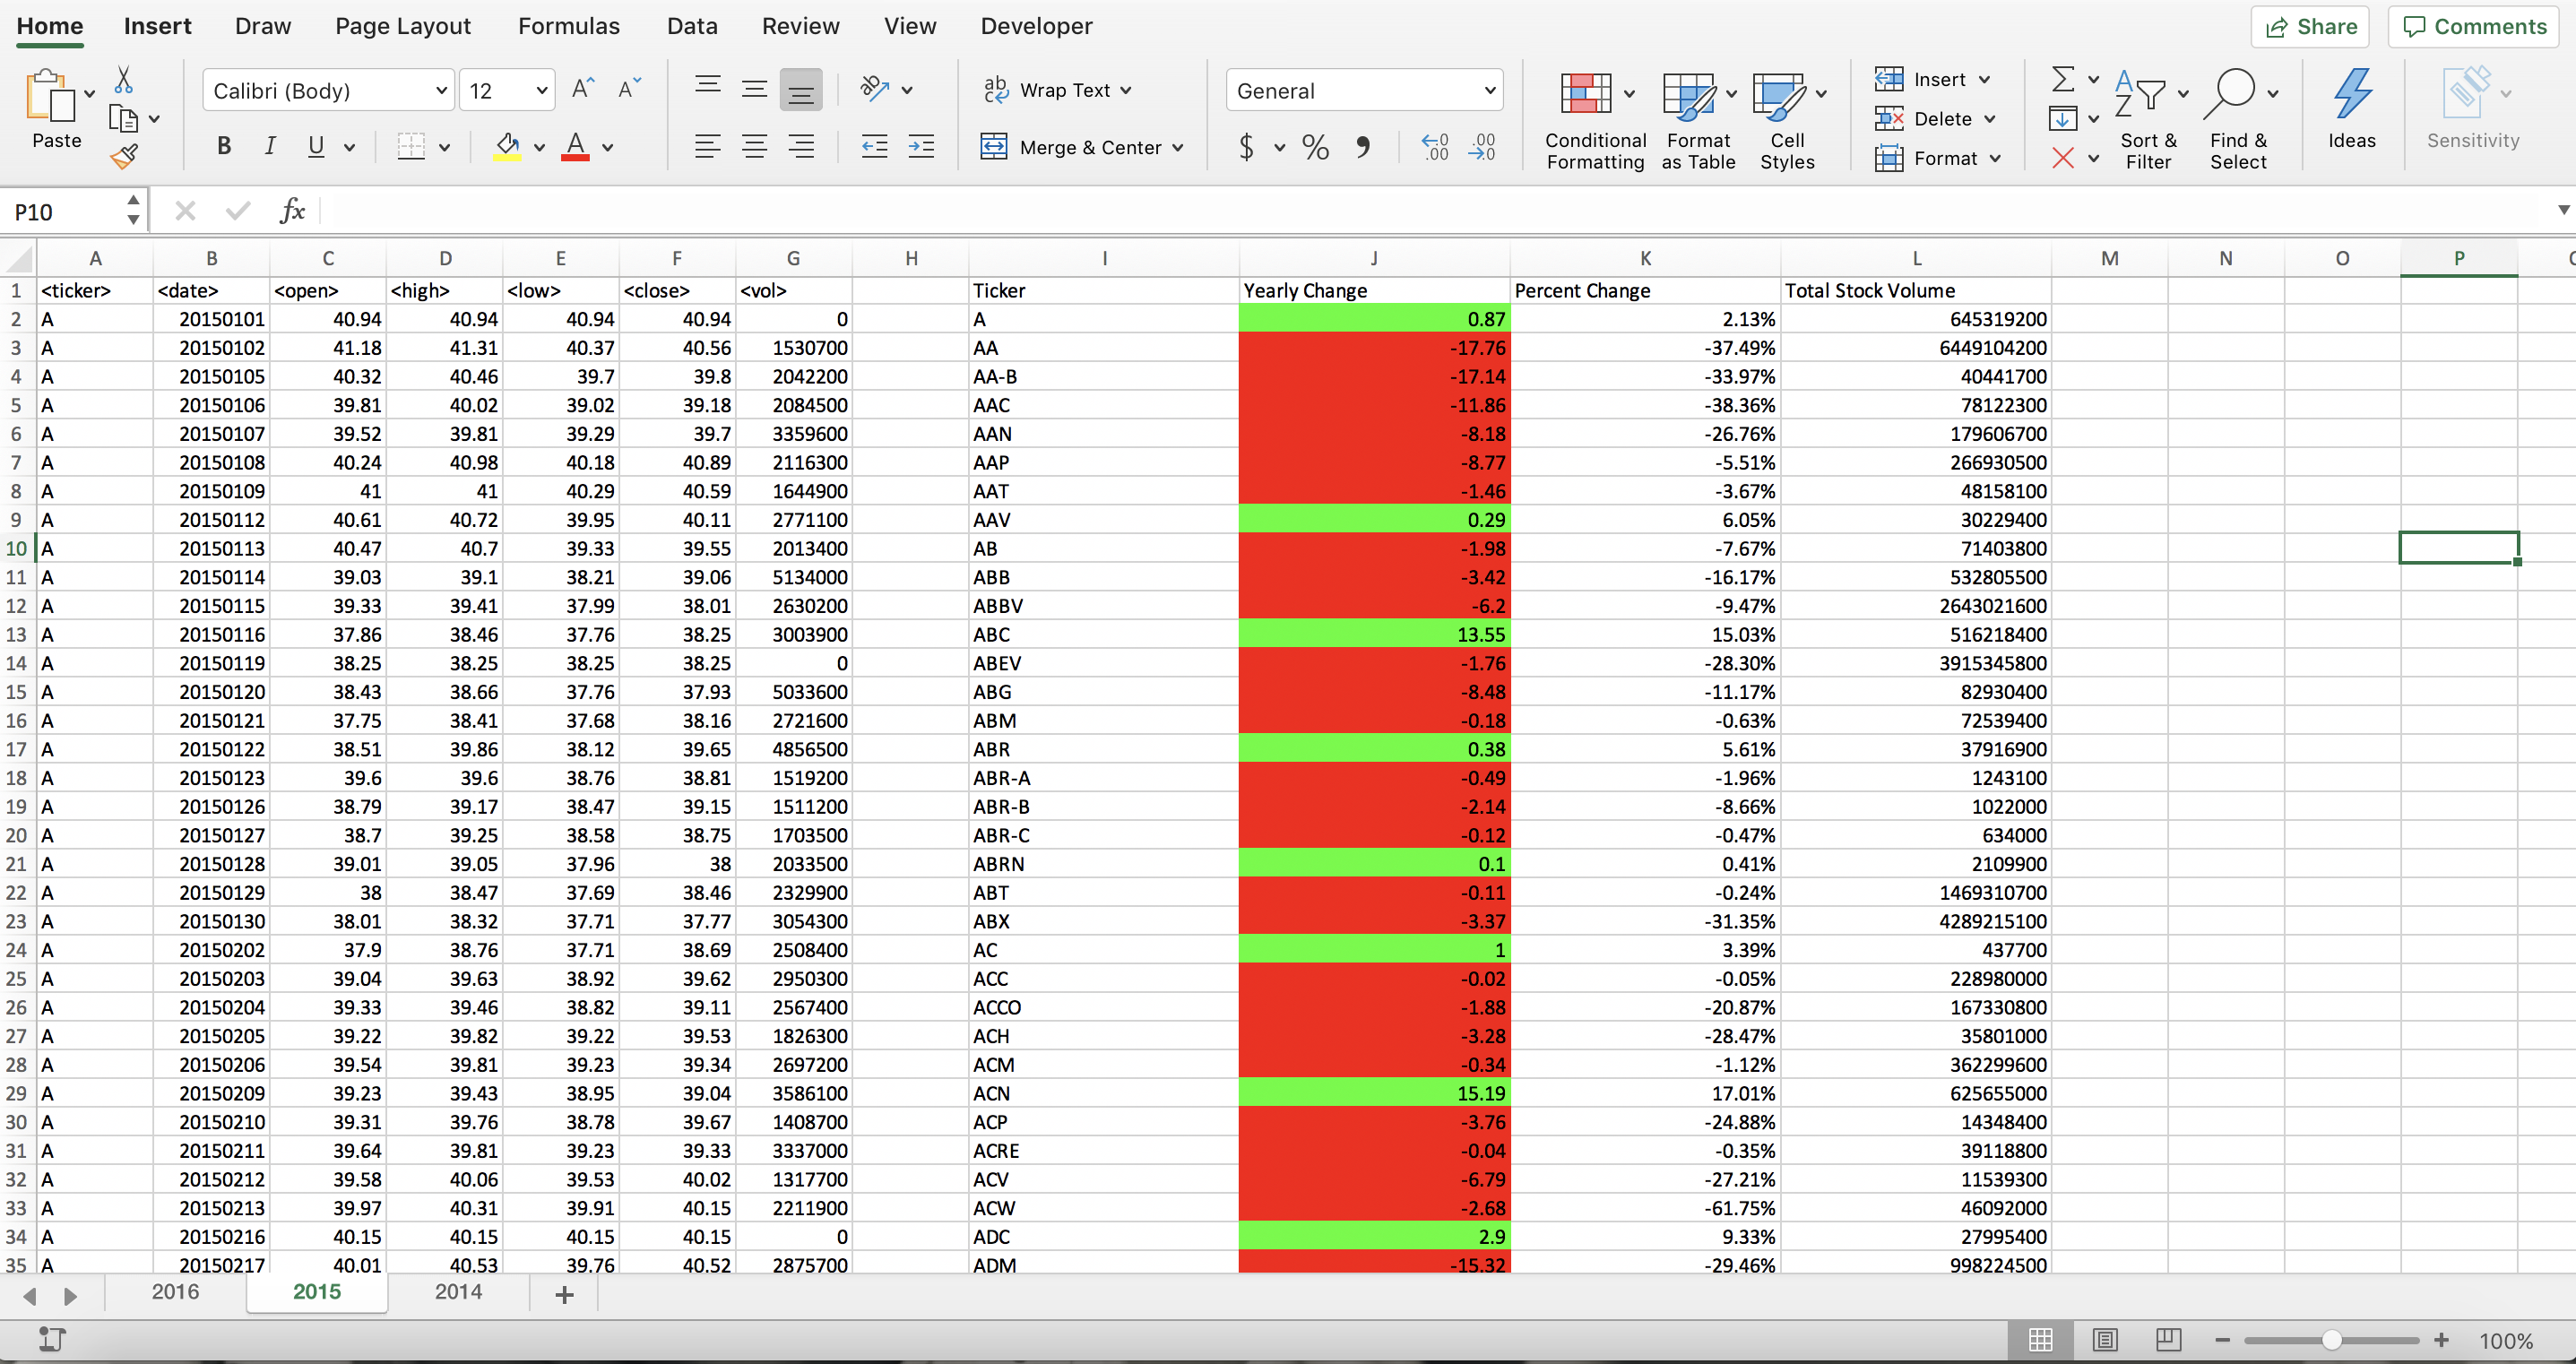 Home Insert Draw Page Layout Formulas Data Review View Developer Share Comments
Paste Calibri (Body) 12 Wrap Text General Insert
B I U Merge & Center $ % Delete
Conditional Formatting Format as Table Cell Styles Format Sort & Filter Find & Select Ideas Sensitivity
P10 fx
A B C D E F G H I J K L M N O P
1 <ticker> <date> <open> <high> <low> <close> <vol> Ticker Yearly Change Percent Change Total Stock Volume
2 A 20150101 40.94 40.94 40.94 40.94 0 A 0.87 2.13% 645319200
3 A 20150102 41.18 41.31 40.37 40.56 1530700 AA -17.76 -37.49% 6449104200
4 A 20150105 40.32 40.46 39.7 39.8 2042200 AA-B -17.14 -33.97% 40441700
5 A 20150106 39.81 40.02 39.02 39.18 2084500 AAC -11.86 -38.36% 78122300
6 A 20150107 39.52 39.81 39.29 39.7 3359600 AAN -8.18 -26.76% 179606700
7 A 20150108 40.24 40.98 40.18 40.89 2116300 AAP -8.77 -5.51% 266930500
8 A 20150109 41 41 40.29 40.59 1644900 AAT -1.46 -3.67% 48158100
9 A 20150112 40.61 40.72 39.95 40.11 2771100 AAV 0.29 6.05% 30229400
10 A 20150113 40.47 40.7 39.33 39.55 2013400 AB -1.98 -7.67% 71403800
11 A 20150114 39.03 39.1 38.21 39.06 5134000 ABB -3.42 -16.17% 532805500
12 A 20150115 39.33 39.41 37.99 38.01 2630200 ABBV -6.2 -9.47% 2643021600
13 A 20150116 37.86 38.46 37.76 38.25 3003900 ABC 13.55 15.03% 516218400
14 A 20150119 38.25 38.25 38.25 38.25 0 ABEV -1.76 -28.30% 3915345800
15 A 20150120 38.43 38.66 37.76 37.93 5033600 ABG -8.48 -11.17% 82930400
16 A 20150121 37.75 38.41 37.68 38.16 2721600 ABM -0.18 -0.63% 72539400
17 A 20150122 38.51 39.86 38.12 39.65 4856500 ABR 0.38 5.61% 37916900
18 A 20150123 39.6 39.6 38.76 38.81 1519200 ABR-A -0.49 -1.96% 1243100
19 A 20150126 38.79 39.17 38.47 39.15 1511200 ABR-B -2.14 -8.66% 1022000
20 A 20150127 38.7 39.25 38.58 38.75 1703500 ABR-C -0.12 -0.47% 634000
21 A 20150128 39.01 39.05 37.96 38 2033500 ABRN 0.1 0.41% 2109900
22 A 20150129 38 38.47 37.69 38.46 2329900 ABT -0.11 -0.24% 1469310700
23 A 20150130 38.01 38.32 37.71 37.77 3054300 ABX -3.37 -31.35% 4289215100
24 A 20150202 37.9 38.76 37.71 38.69 2508400 AC 1 3.39% 437700
25 A 20150203 39.04 39.63 38.92 39.62 2950300 ACC -0.02 -0.05% 228980000
26 A 20150204 39.33 39.46 38.82 39.11 2567400 ACCO -1.88 -20.87% 167330800
27 A 20150205 39.22 39.82 39.22 39.53 1826300 ACH -3.28 -28.47% 35801000
28 A 20150206 39.54 39.81 39.23 39.34 2697200 ACM -0.34 -1.12% 362299600
29 A 20150209 39.23 39.43 38.95 39.04 3586100 ACN 15.19 17.01% 625655000
30 A 20150210 39.31 39.76 38.78 39.67 1408700 ACP -3.76 -24.88% 14348400
31 A 20150211 39.64 39.81 39.23 39.33 3337000 ACRE -0.04 -0.35% 39118800
32 A 20150212 39.58 40.06 39.53 40.02 1317700 ACV -6.79 -27.21% 11539300
33 A 20150213 39.97 40.31 39.91 40.15 2211900 ACW -2.68 -61.75% 46092000
34 A 20150216 40.15 40.15 40.15 40.15 0 ADC 2.9 9.33% 27995400
35 A 20150217 40.01 40.53 39.76 40.52 2875700 ADM -15.32 -29.46% 998224500
2016 2015 2014 +
100%